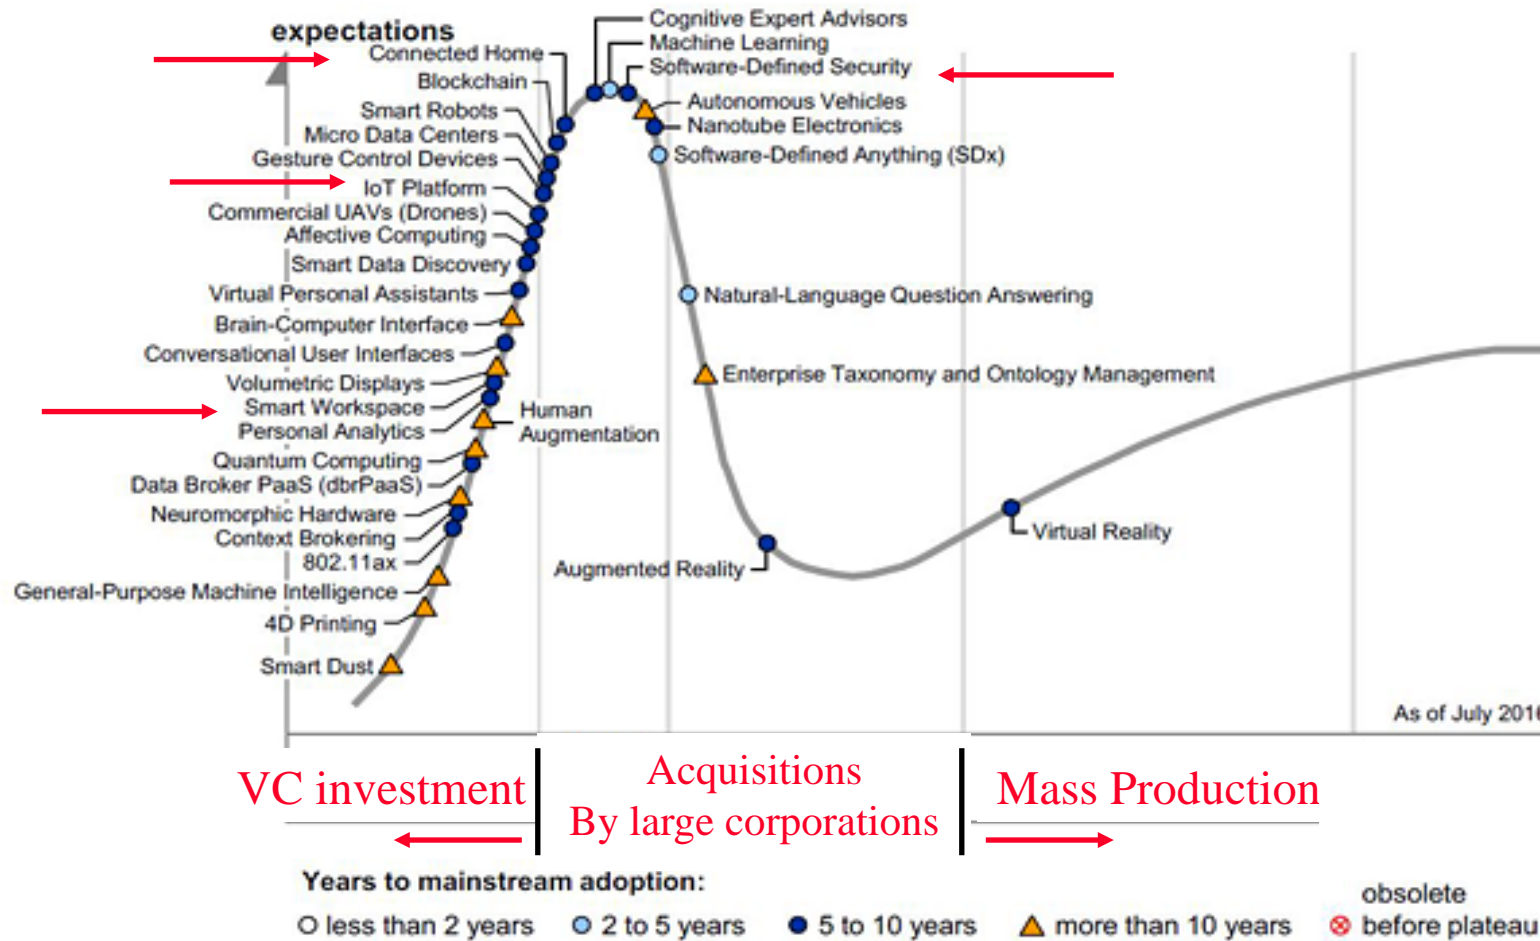 expectations
Connected Home
Blockchain
Smart Robots
Micro Data Centers
Gesture Control Devices
IoT Platform
Commercial UAVs (Drones)
Affective Computing
Smart Data Discovery
Virtual Personal Assistants
Brain-Computer Interface
Conversational User Interfaces
Volumetric Displays
Smart Workspace
Personal Analytics
Quantum Computing
Data Broker PaaS (dbrPaaS)
Neuromorphic Hardware
Context Brokering
802.11ax
General-Purpose Machine Intelligence
4D Printing
Smart Dust
Human
Augmentation
Cognitive Expert Advisors
Machine Learning
Software-Defined Security
Autonomous Vehicles
Nanotube Electronics
Software-Defined Anything (SDx)
Natural-Language Question Answering
Enterprise Taxonomy and Ontology Management
Augmented Reality
Virtual Reality
As of July 2016
VC investment
Acquisitions
By large corporations
Mass Production
Years to mainstream adoption:
less than 2 years
2 to 5 years
5 to 10 years
more than 10 years
obsolete
before plateau